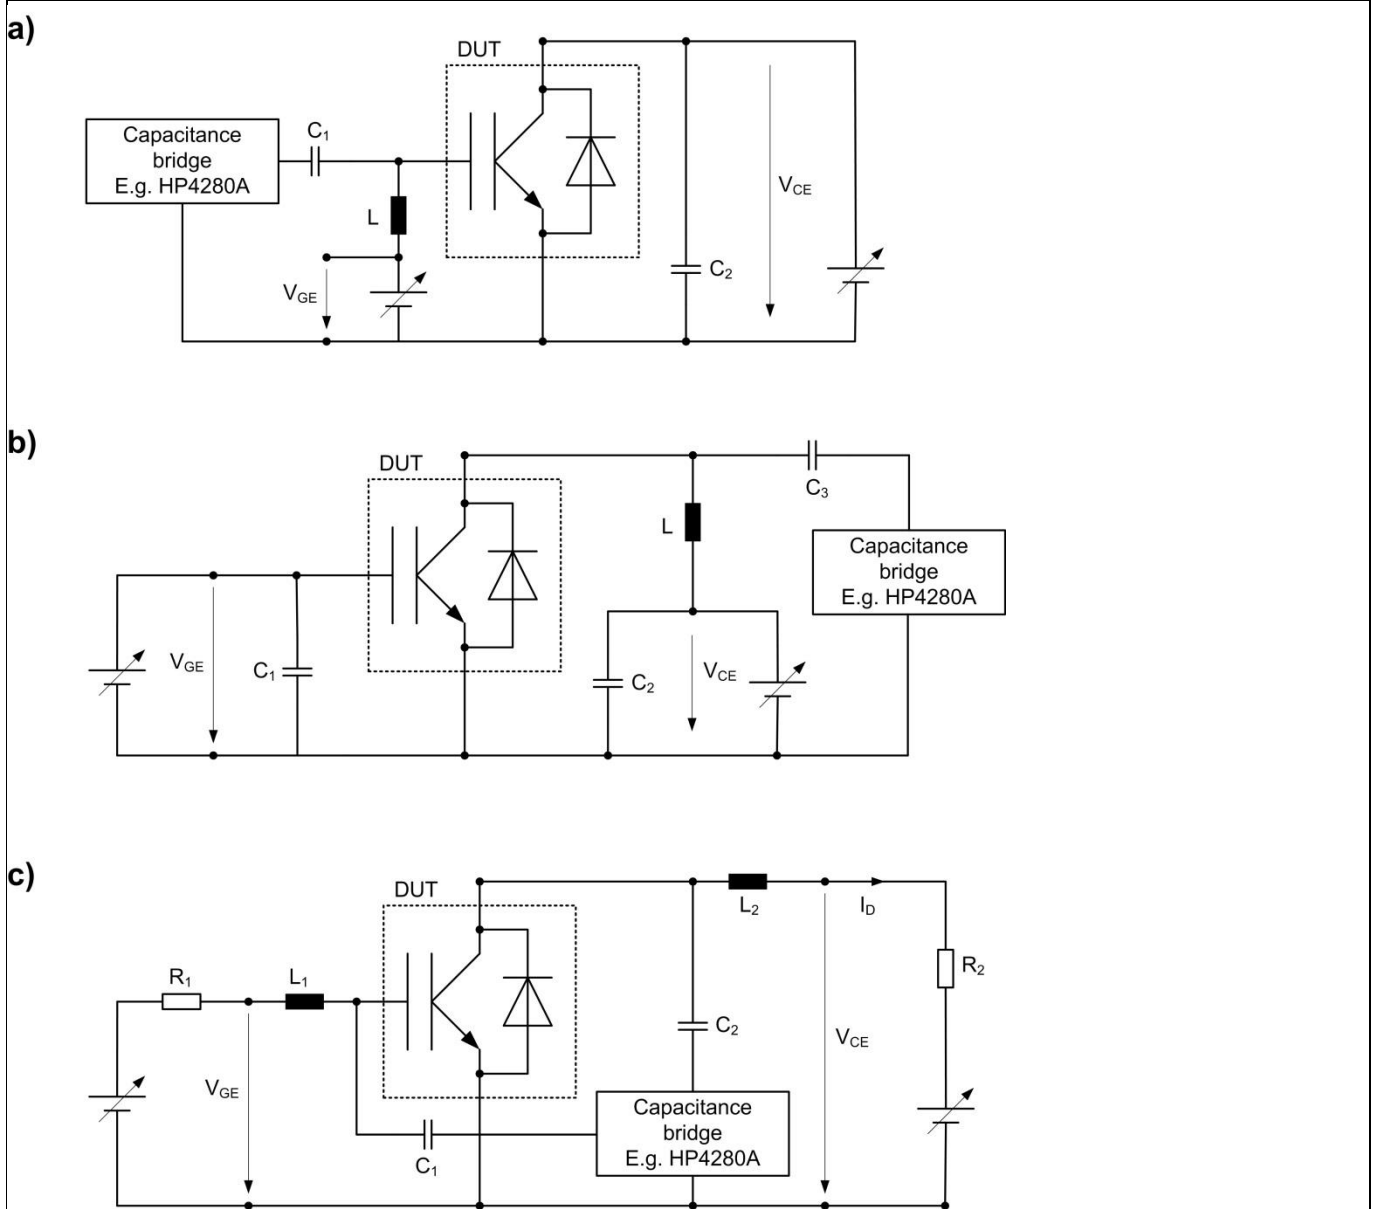 a)
DUT
Capacitance
bridge
E.g. HP4280A
C1
L
VGE
VCE
C2
b)
DUT
C3
L
Capacitance
bridge
E.g. HP4280A
VGE
C1
C2
VCE
c)
DUT
L2
ID
R1
L1
R2
C2
VCE
VGE
Capacitance
bridge
E.g. HP4280A
C1